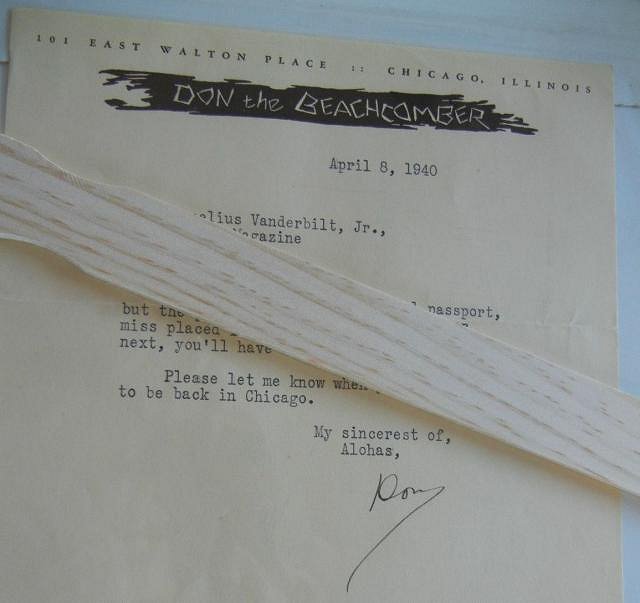 101 EAST WALTON PLACE :: CHICAGO, ILLINOIS
DON the BEACHCOMBER
April 8, 1940
Vanderbilt, Jr.,
Magazine
passport,
but the
miss placed
next, you'll have
Please let me know when
to be back in Chicago.
My sincerest of,
Alohas,
Don